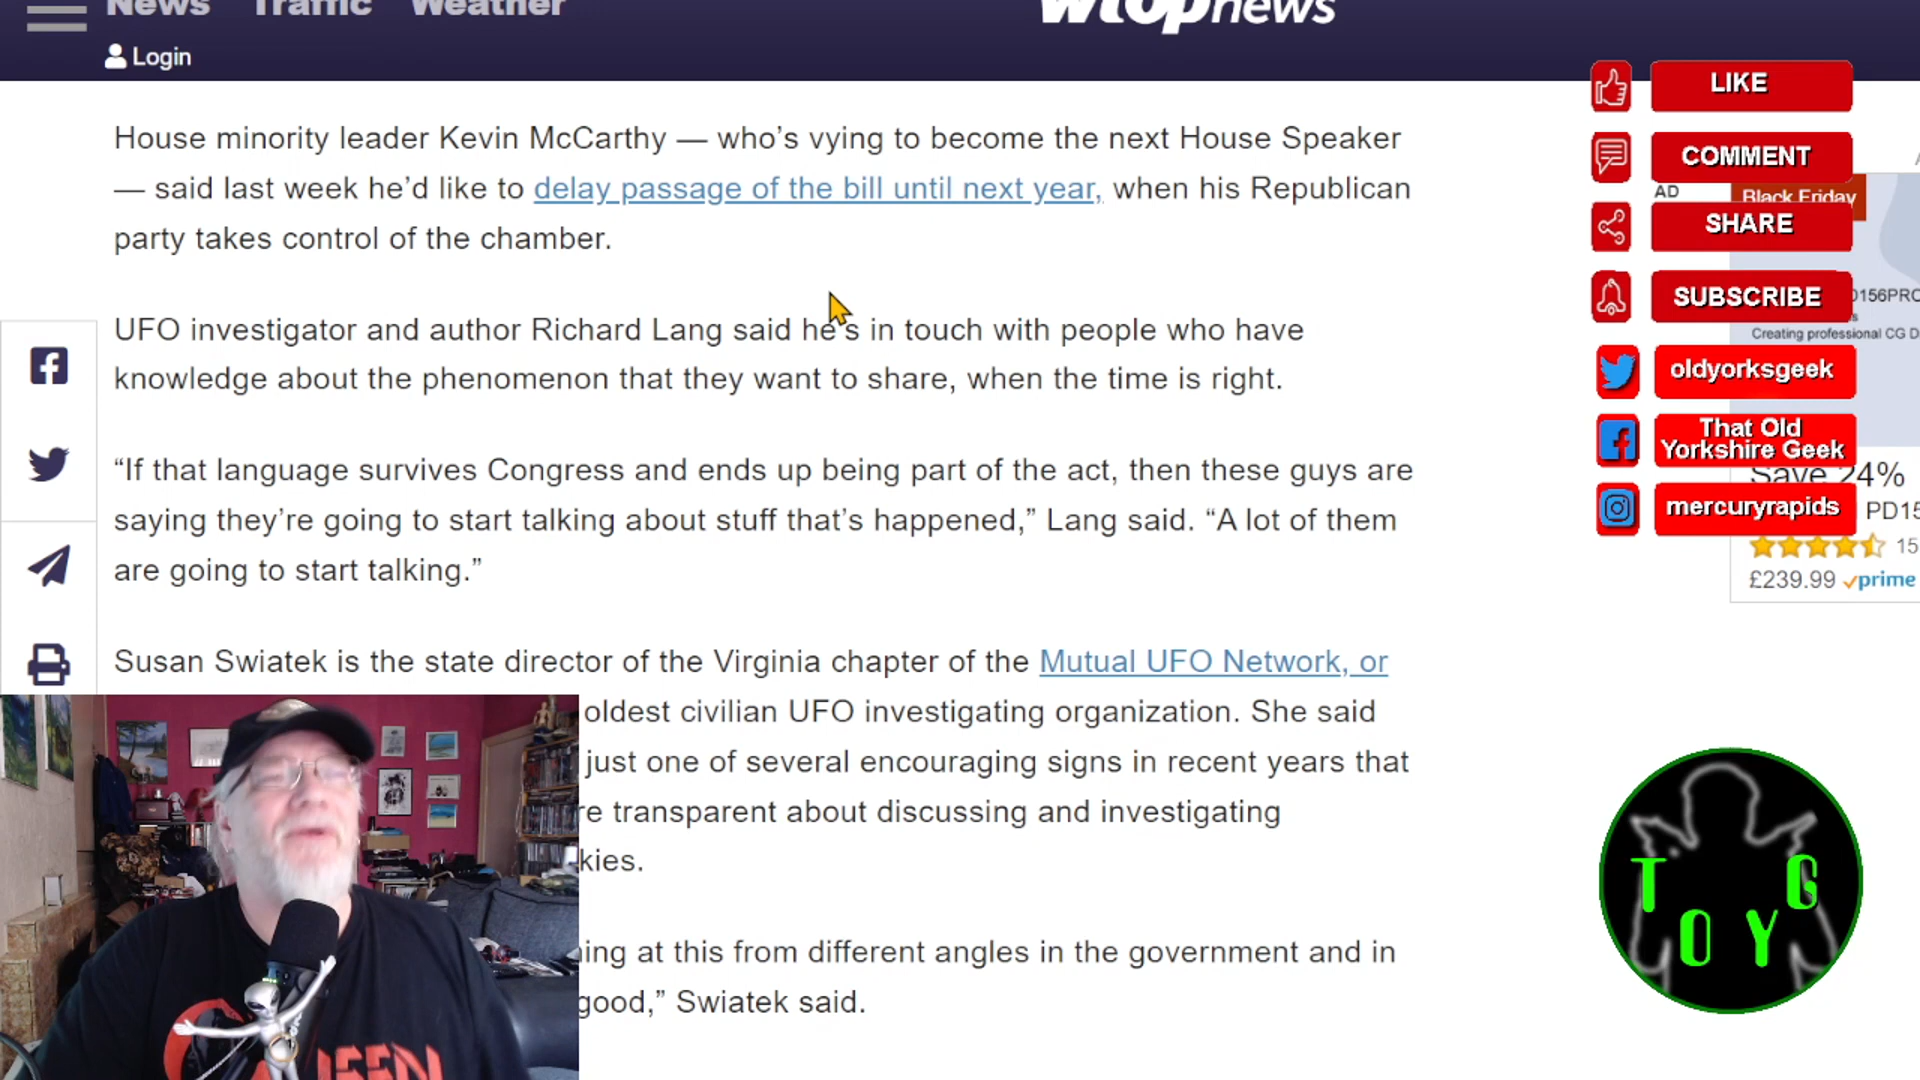 News Traffic Weather
wtopnews
Login
House minority leader Kevin McCarthy — who’s vying to become the next House Speaker
— said last week he’d like to delay passage of the bill until next year, when his Republican
party takes control of the chamber.
UFO investigator and author Richard Lang said he’s in touch with people who have
knowledge about the phenomenon that they want to share, when the time is right.
“If that language survives Congress and ends up being part of the act, then these guys are
saying they’re going to start talking about stuff that’s happened,” Lang said. “A lot of them
are going to start talking.”
Susan Swiatek is the state director of the Virginia chapter of the Mutual UFO Network, or
oldest civilian UFO investigating organization. She said
just one of several encouraging signs in recent years that
re transparent about discussing and investigating
kies.
ing at this from different angles in the government and in
good,” Swiatek said.
LIKE
COMMENT
AD
Black Friday
SHARE
SUBSCRIBE
D156PRO
Creating professional CG D
oldyorksgeek
That Old
Yorkshire Geek
Save 24%
mercuryrapids
PD15
15
£239.99 prime
T O Y G